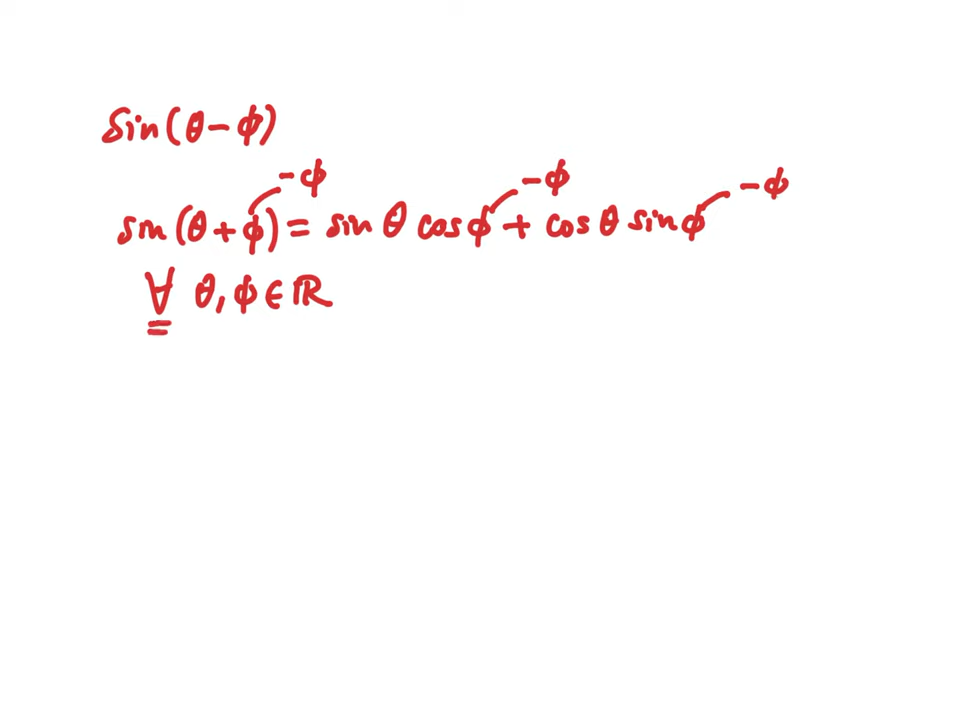 sin(θ-ϕ)
-ϕ -ϕ -ϕ
sin(θ+ϕ)= sinθ cosϕ + cosθ sinϕ
∀ θ,ϕ∈ℝ